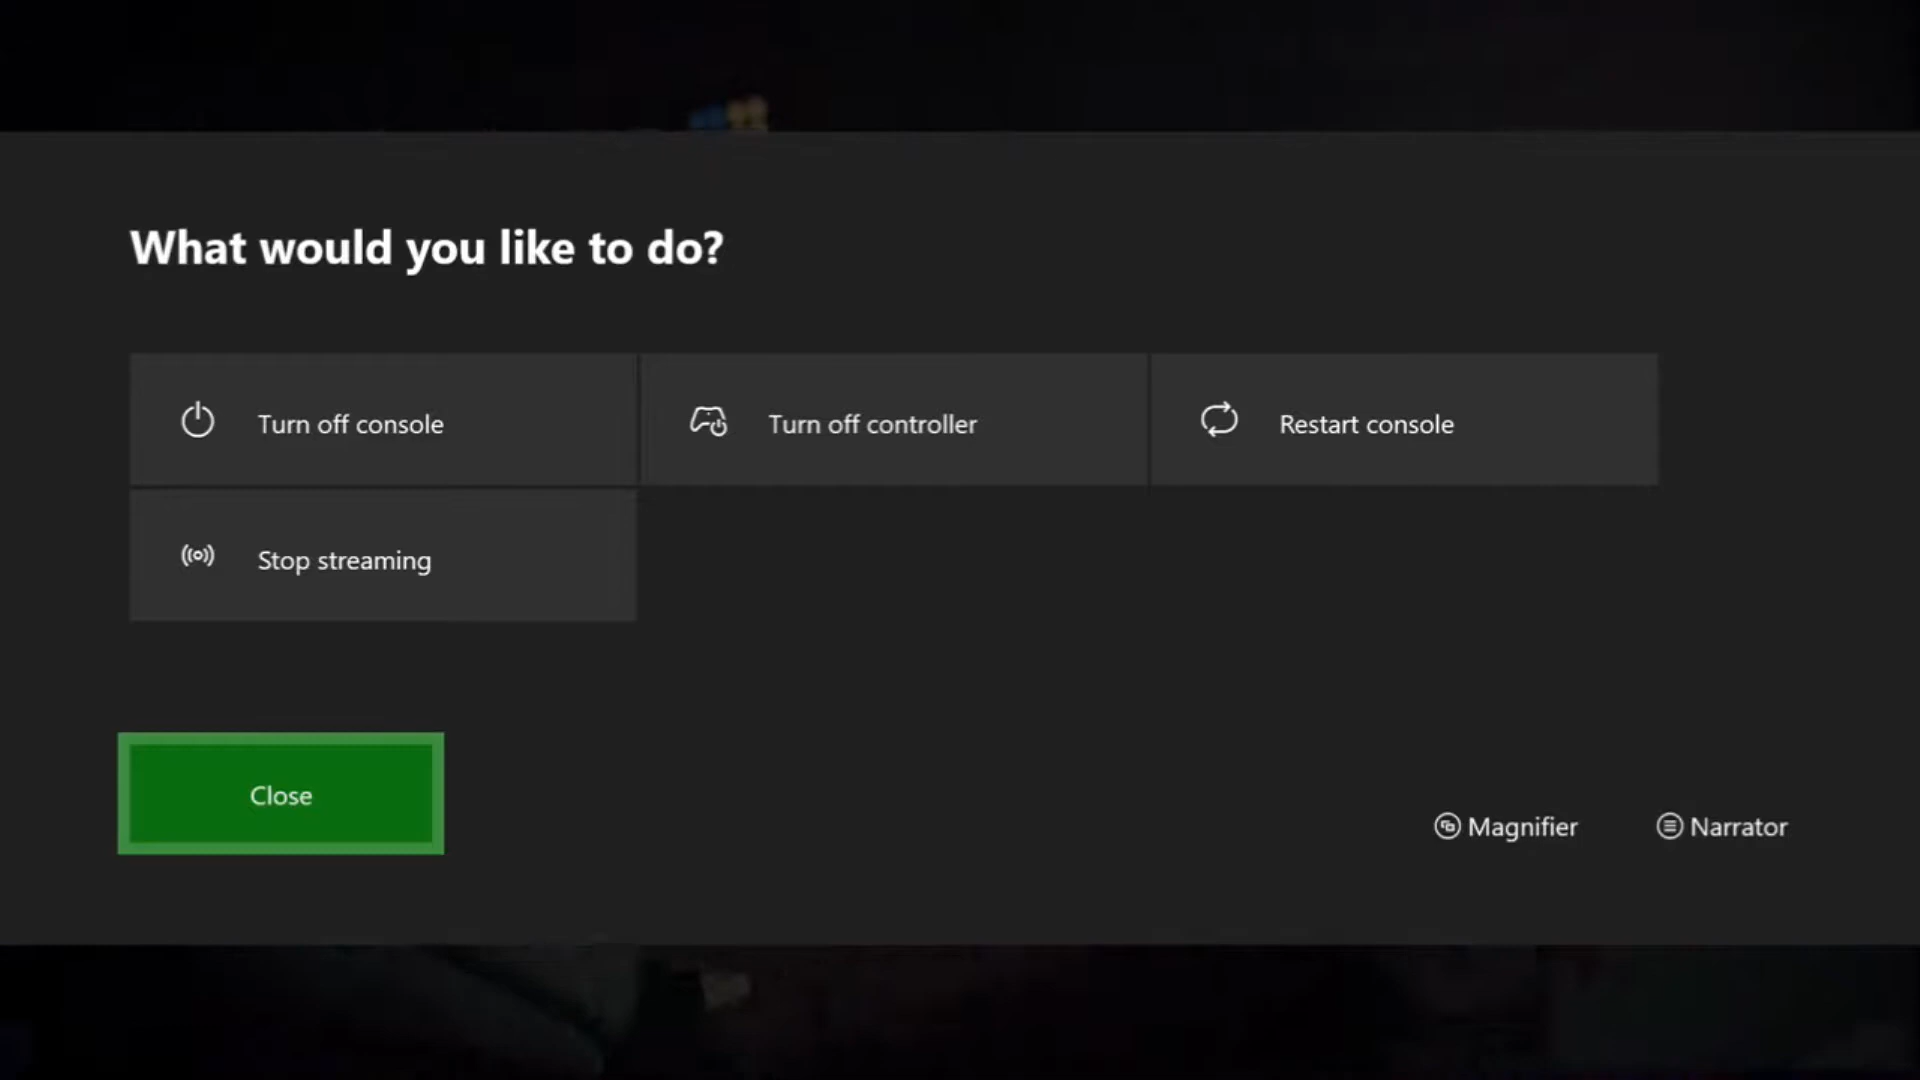 What would you like to do?
Turn off console
Turn off controller
Restart console
Stop streaming
Close
Magnifier
Narrator